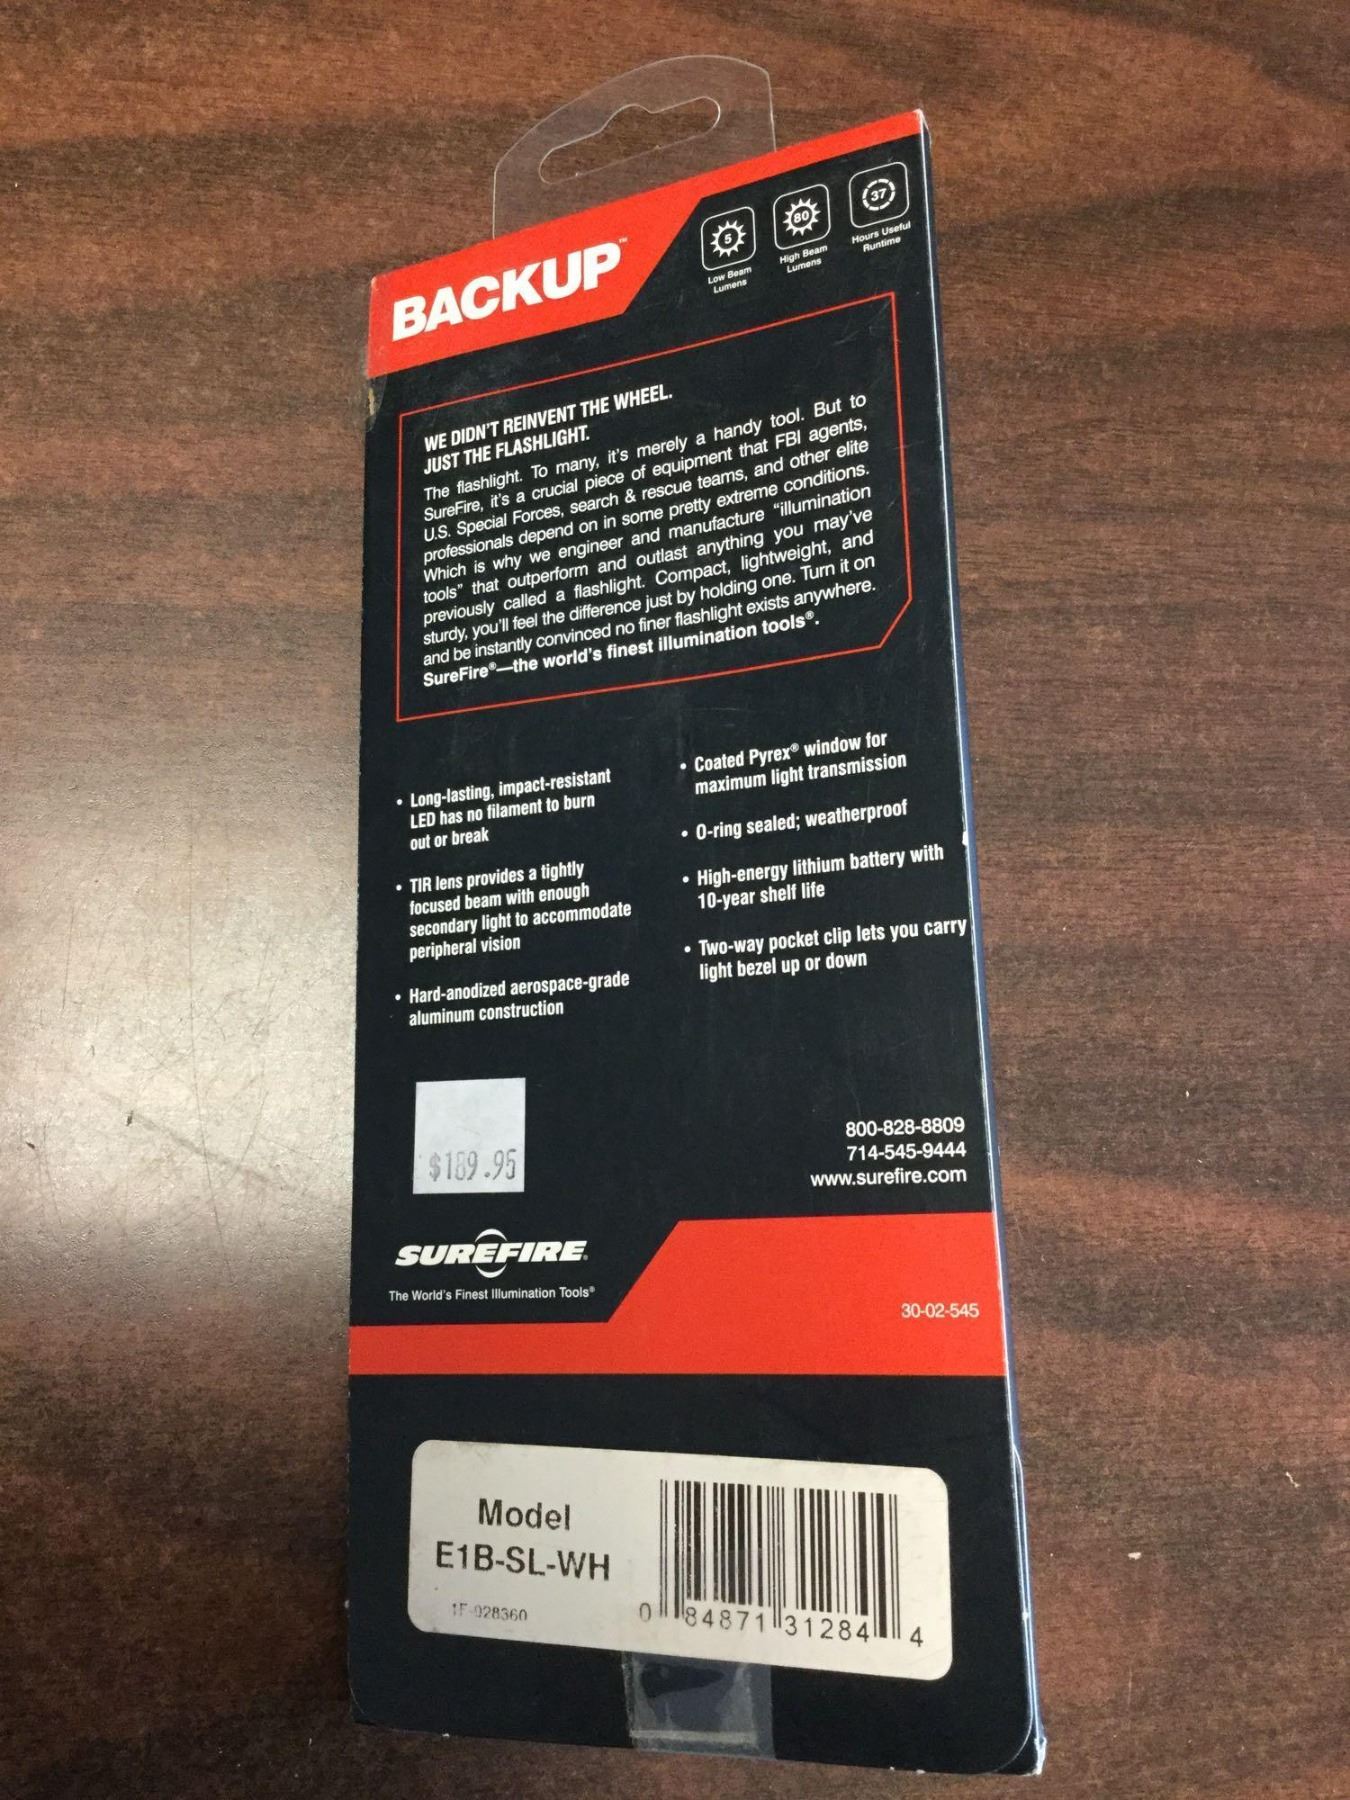 BACKUP™
5
Low Beam
Lumens
80
High Beam
Lumens
37
Hours Useful
Runtime
WE DIDN'T REINVENT THE WHEEL.
JUST THE FLASHLIGHT.
The flashlight. To many, it's merely a handy tool. But to
SureFire, it's a crucial piece of equipment that FBI agents,
U.S. Special Forces, search & rescue teams, and other elite
professionals depend on in some pretty extreme conditions.
Which is why we engineer and manufacture "illumination
tools" that outperform and outlast anything you may've
previously called a flashlight. Compact, lightweight, and
sturdy, you'll feel the difference just by holding one. Turn it on
and be instantly convinced no finer flashlight exists anywhere.
SureFire®—the world's finest illumination tools®.
• Long-lasting, impact-resistant
LED has no filament to burn
out or break
• TIR lens provides a tightly
focused beam with enough
secondary light to accommodate
peripheral vision
• Hard-anodized aerospace-grade
aluminum construction
• Coated Pyrex® window for
maximum light transmission
• O-ring sealed; weatherproof
• High-energy lithium battery with
10-year shelf life
• Two-way pocket clip lets you carry
light bezel up or down
$189.95
800-828-8809
714-545-9444
www.surefire.com
SUREFIRE®
The World's Finest Illumination Tools®
30-02-545
Model
E1B-SL-WH
1F-028360
0 84871 31284 4